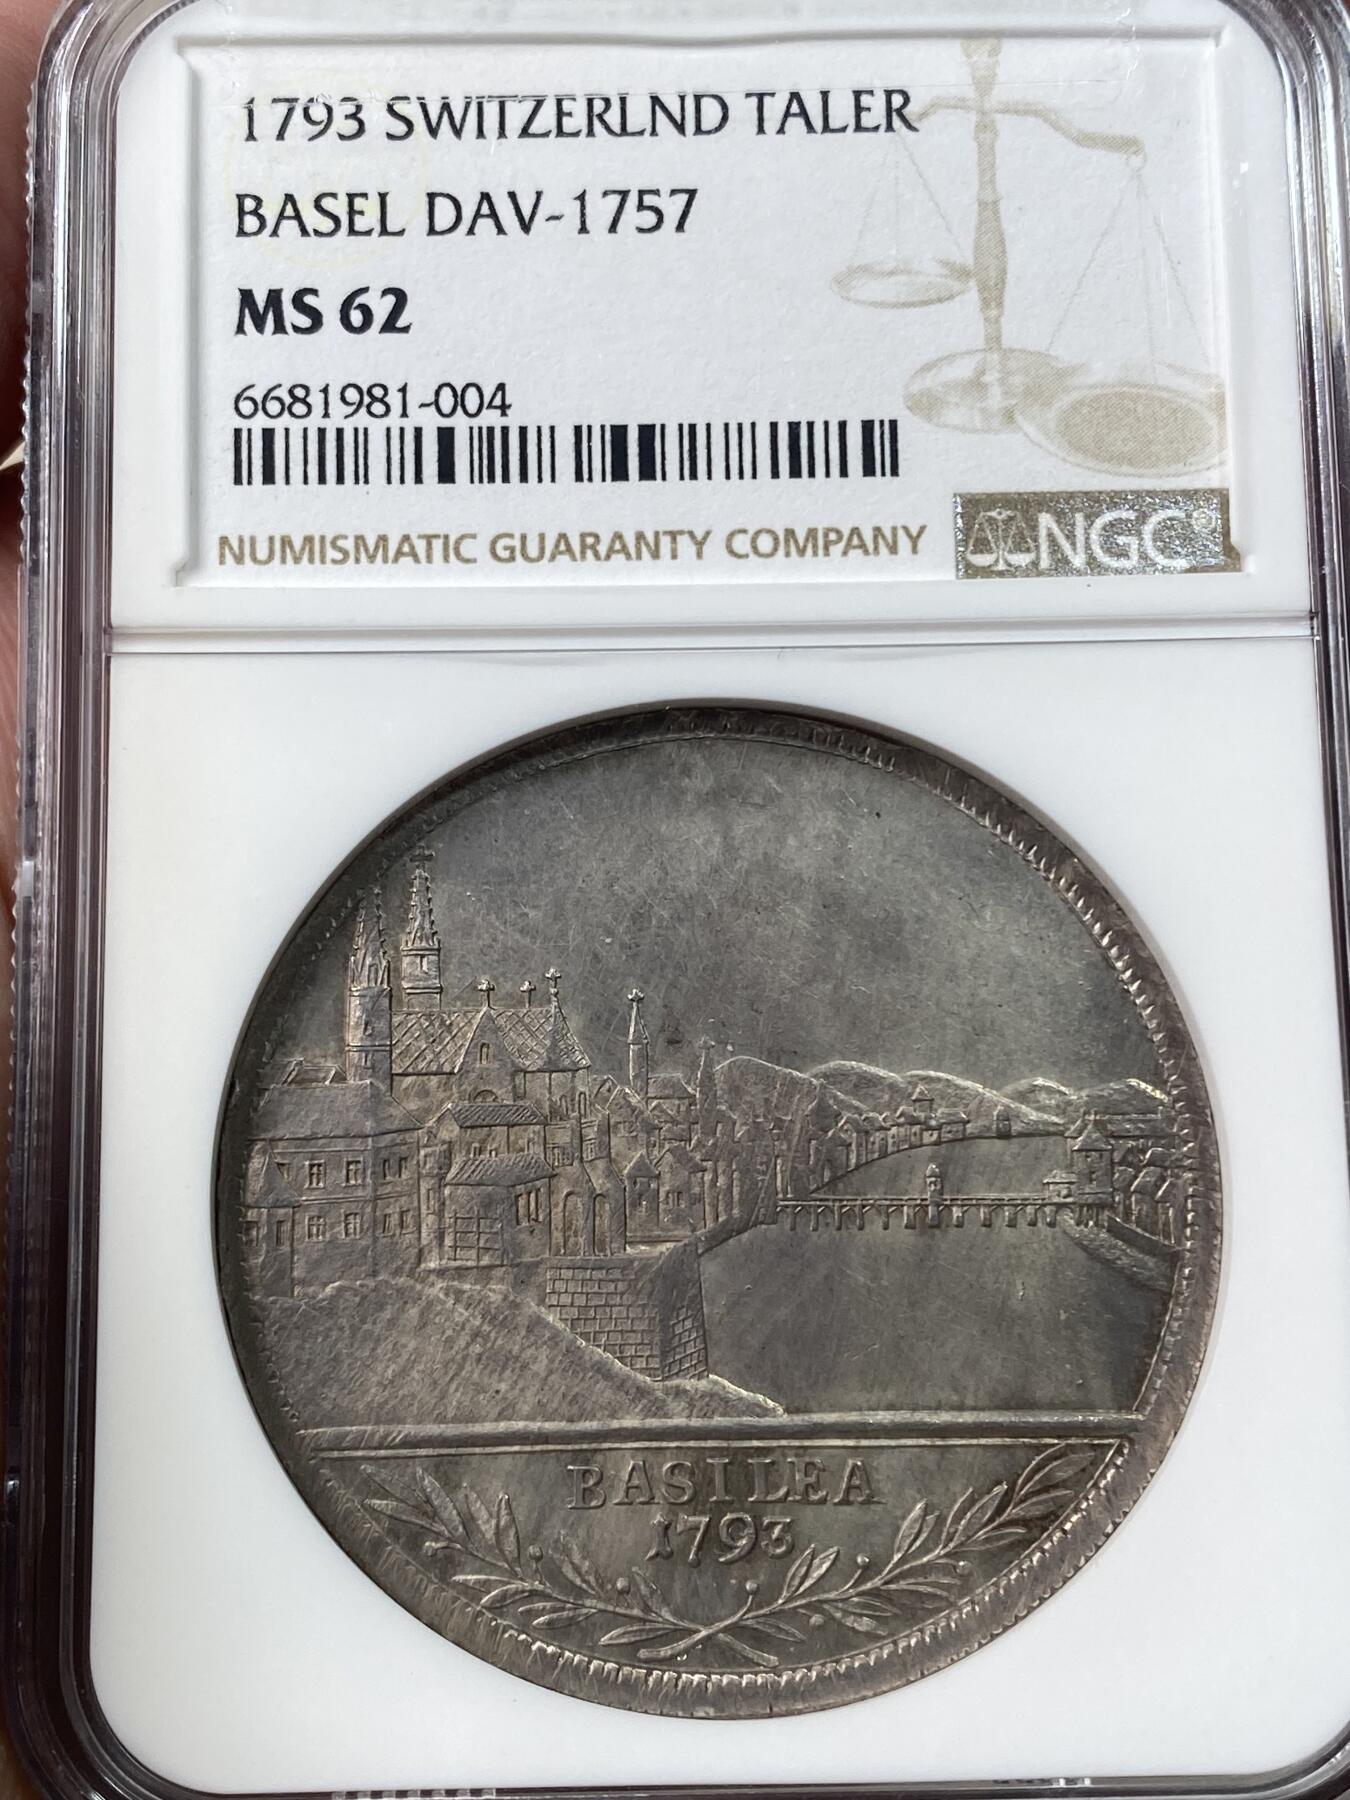 1793 SWITZERLND TALER
BASEL DAV-1757
MS 62
6681981-004
NUMISMATIC GUARANTY COMPANY
NGC
BASILEA
1793